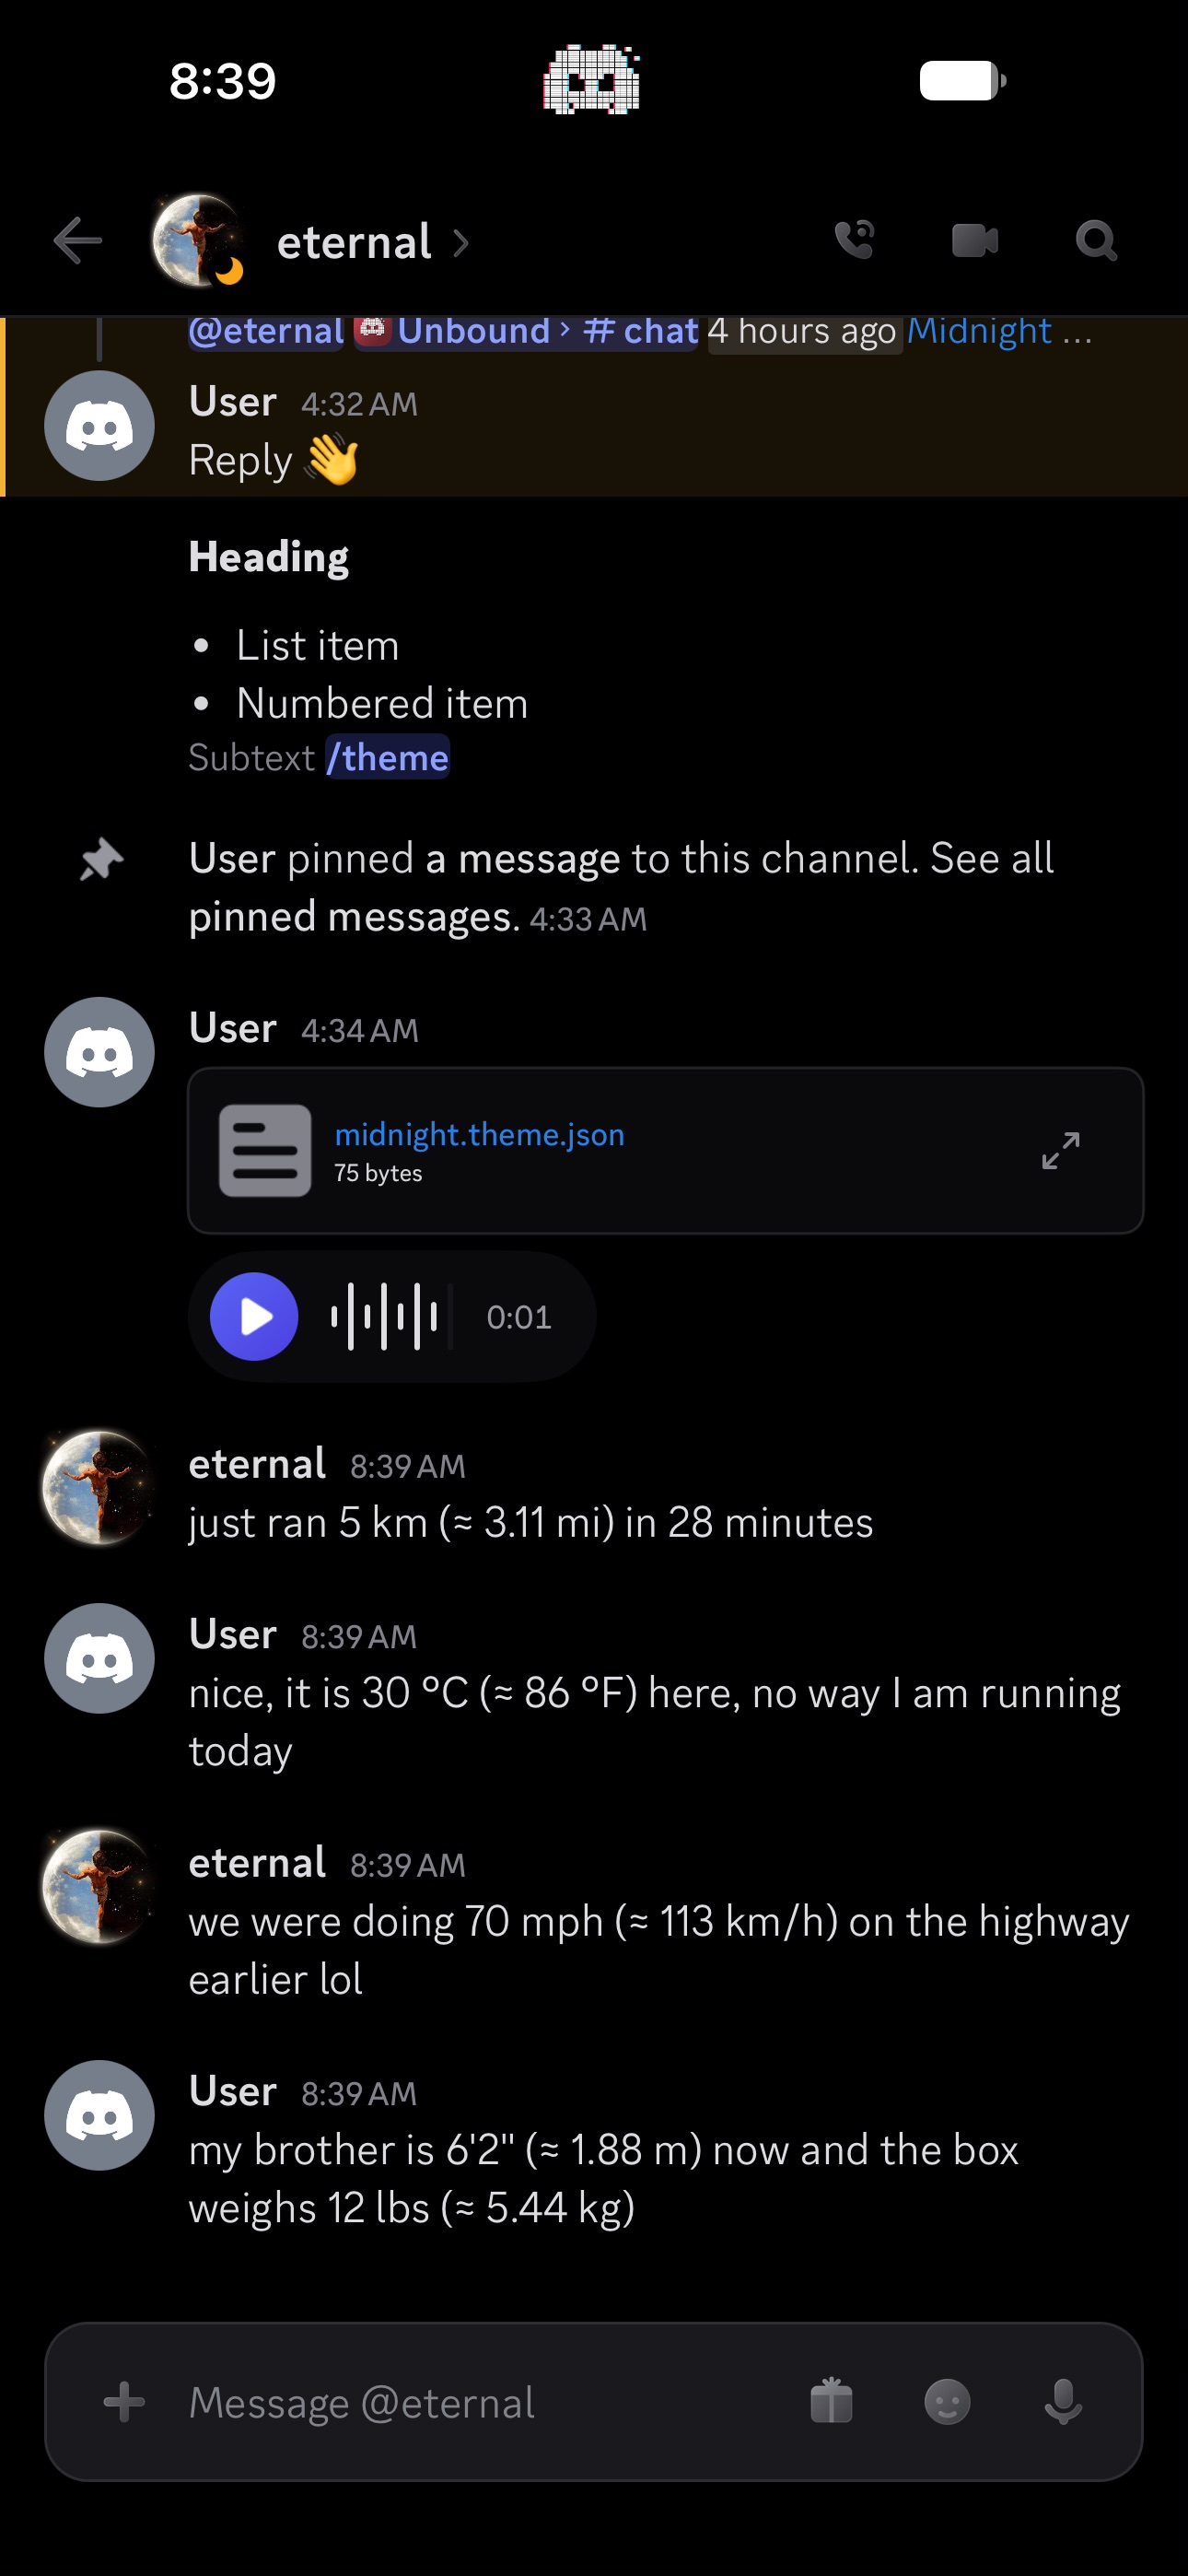 8:39
eternal
@eternal Unbound › # chat 4 hours ago Midnight ...
User 4:32 AM
Reply 👋
Heading
• List item
• Numbered item
Subtext /theme
User pinned a message to this channel. See all
pinned messages. 4:33 AM
User 4:34 AM
midnight.theme.json
75 bytes
0:01
eternal 8:39 AM
just ran 5 km (≈ 3.11 mi) in 28 minutes
User 8:39 AM
nice, it is 30 °C (≈ 86 °F) here, no way I am running
today
eternal 8:39 AM
we were doing 70 mph (≈ 113 km/h) on the highway
earlier lol
User 8:39 AM
my brother is 6'2" (≈ 1.88 m) now and the box
weighs 12 lbs (≈ 5.44 kg)
Message @eternal